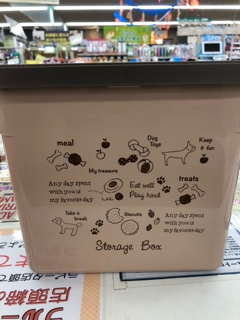 meal
Dog
Toys
Keep
fun
My treasure
treats
Any day spent
with you is
my favorite day
Eat well
Play hard
Take a
break
Biscuits
Any day spent
with you is
my favorite day
Storage Box